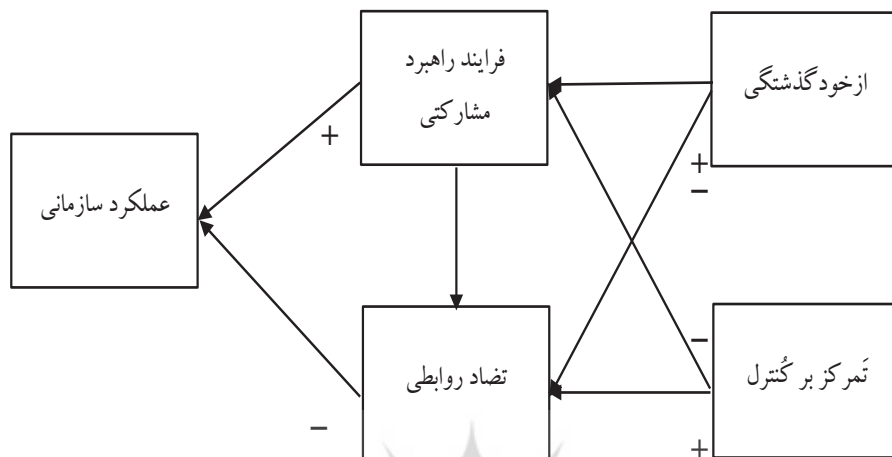 ازخودگذشتگی
فرایند راهبرد
مشارکتی
عملکرد سازمانی
تضاد روابطی
تَمرکز بر کُنترل
+
+
−
−
−
+